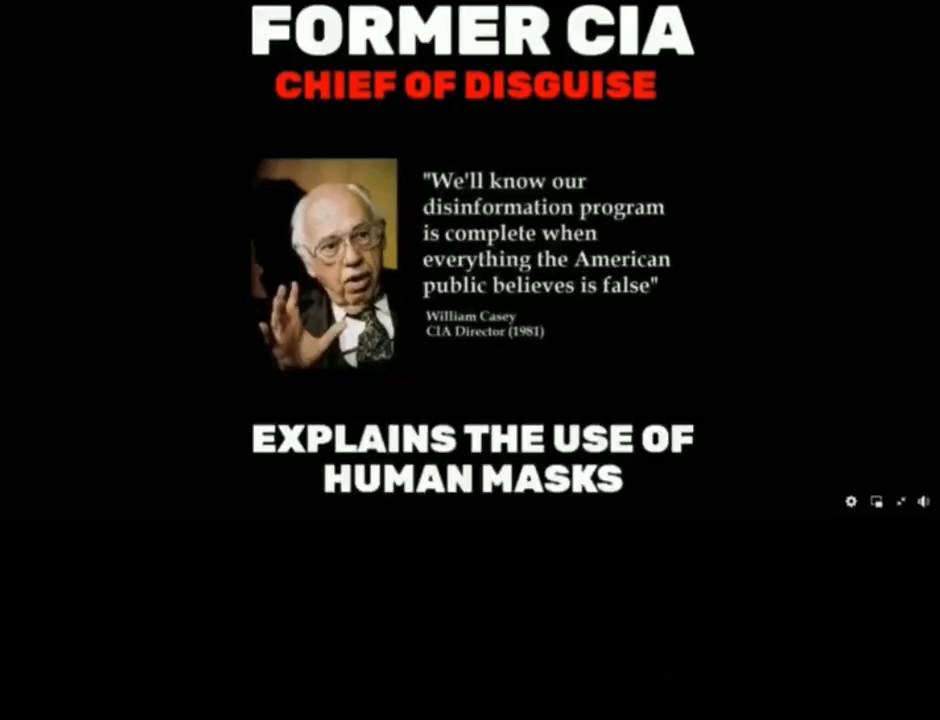 FORMER CIA
CHIEF OF DISGUISE
"We'll know our
disinformation program
is complete when
everything the American
public believes is false"
William Casey
CIA Director (1981)
EXPLAINS THE USE OF
HUMAN MASKS